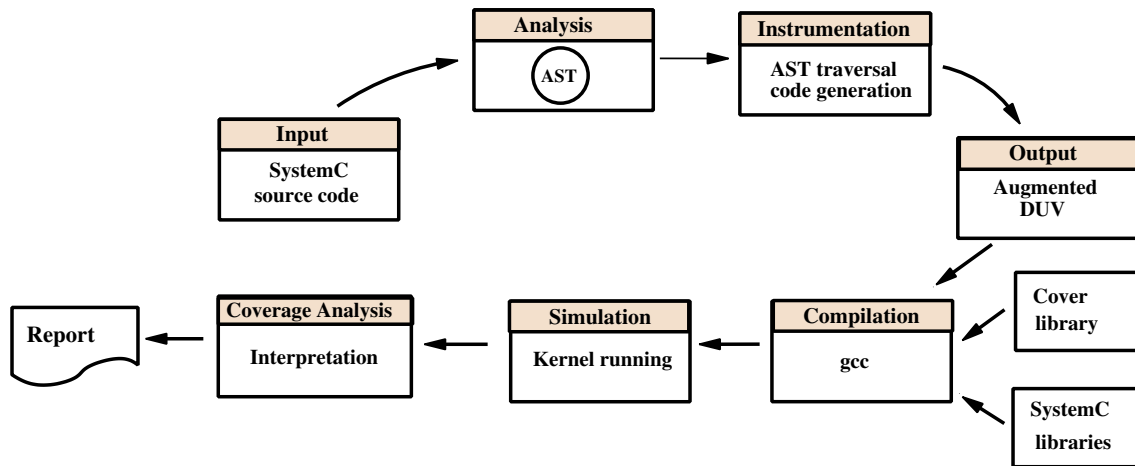 Analysis
AST
Instrumentation
AST traversal
code generation
Input
SystemC
source code
Output
Augmented
DUV
Cover
library
Compilation
gcc
SystemC
libraries
Simulation
Kernel running
Coverage Analysis
Interpretation
Report